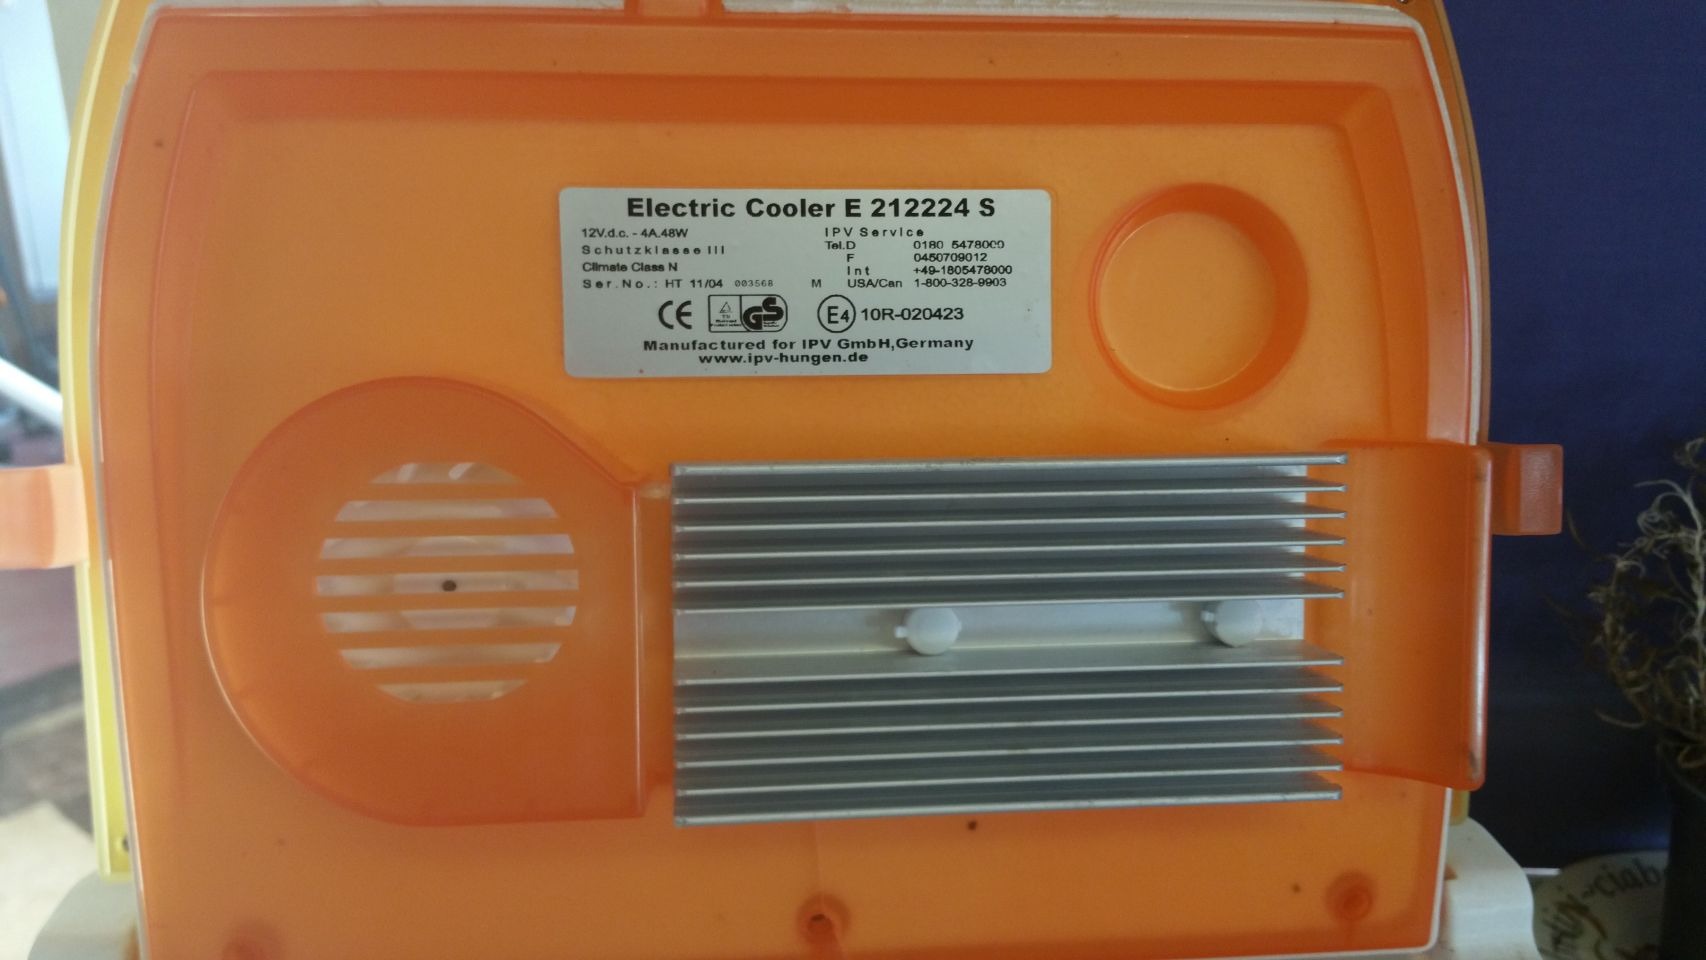 Electric Cooler E 212224 S
12V.d.c. - 4A.48W
Schutzklasse III
Climate Class N
Ser.No.: HT 11/04 003568 M
IPV Service
Tel.D 0180 5478000
F 0450709012
Int +49-1805478000
USA/Can 1-800-328-9903
CE GS E4 10R-020423
Manufactured for IPV GmbH,Germany
www.ipv-hungen.de